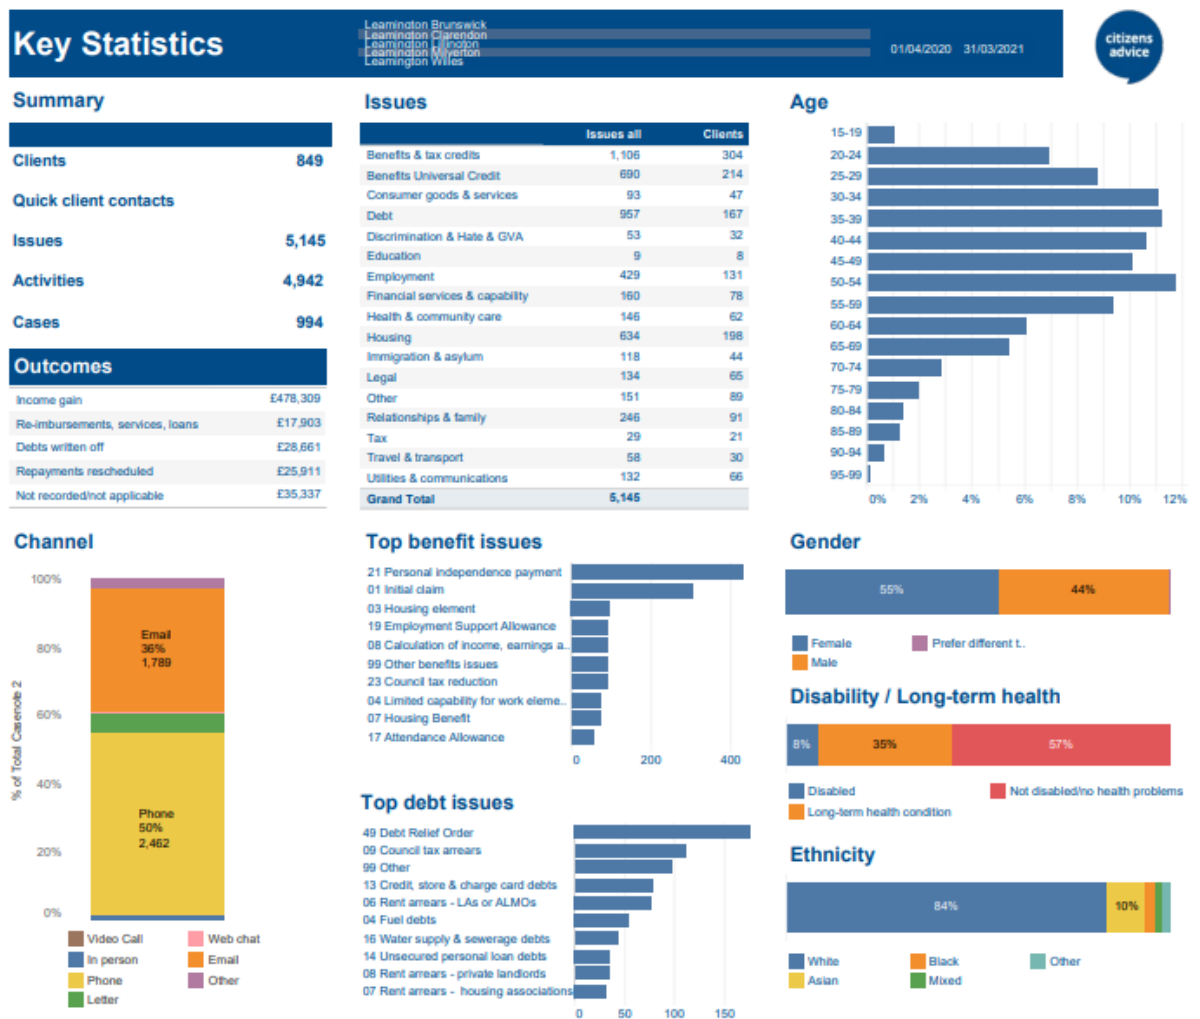 Key Statistics
Leamington Brunswick
Leamington Clarendon
Leamington Lillington
Leamington Milverton
Leamington Willes
01/04/2020 31/03/2021
citizens
advice
Summary
Clients 849
Quick client contacts
Issues 5,145
Activities 4,942
Cases 994
Outcomes
Income gain £478,309
Re-imbursements, services, loans £17,903
Debts written off £28,661
Repayments rescheduled £25,911
Not recorded/not applicable £35,337
Issues
Issues all Clients
Benefits & tax credits 1,106 304
Benefits Universal Credit 690 214
Consumer goods & services 93 47
Debt 957 167
Discrimination & Hate & GVA 53 32
Education 9 8
Employment 429 131
Financial services & capability 160 78
Health & community care 146 62
Housing 634 198
Immigration & asylum 118 44
Legal 134 65
Other 151 89
Relationships & family 246 91
Tax 29 21
Travel & transport 58 30
Utilities & communications 132 66
Grand Total 5,145
Age
15-19
20-24
25-29
30-34
35-39
40-44
45-49
50-54
55-59
60-64
65-69
70-74
75-79
80-84
85-89
90-94
95-99
0% 2% 4% 6% 8% 10% 12%
Channel
% of Total Casenote 2
100%
80%
60%
40%
20%
0%
Email
36%
1,789
Phone
50%
2,462
Video Call Web chat
In person Email
Phone Other
Letter
Top benefit issues
21 Personal independence payment
01 Initial claim
03 Housing element
19 Employment Support Allowance
08 Calculation of income, earnings a..
99 Other benefits issues
23 Council tax reduction
04 Limited capability for work eleme..
07 Housing Benefit
17 Attendance Allowance
0 200 400
Top debt issues
49 Debt Relief Order
09 Council tax arrears
99 Other
13 Credit, store & charge card debts
06 Rent arrears - LAs or ALMOs
04 Fuel debts
16 Water supply & sewerage debts
14 Unsecured personal loan debts
08 Rent arrears - private landlords
07 Rent arrears - housing associations
0 50 100 150
Gender
55% 44%
Female Prefer different t..
Male
Disability / Long-term health
8% 35% 57%
Disabled Not disabled/no health problems
Long-term health condition
Ethnicity
84% 10%
White Black Other
Asian Mixed